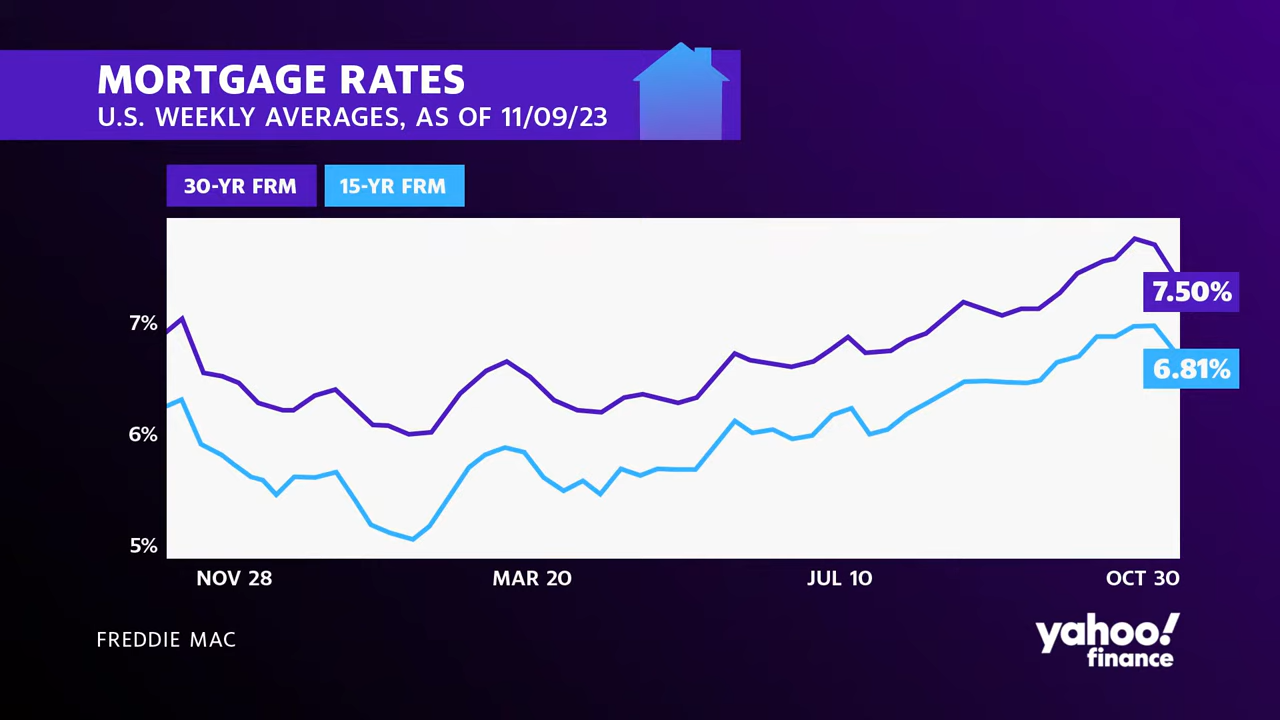 MORTGAGE RATES
U.S. WEEKLY AVERAGES, AS OF 11/09/23
30-YR FRM 15-YR FRM
7.50%
7%
6.81%
6%
5%
NOV 28 MAR 20 JUL 10 OCT 30
FREDDIE MAC
yahoo!
finance